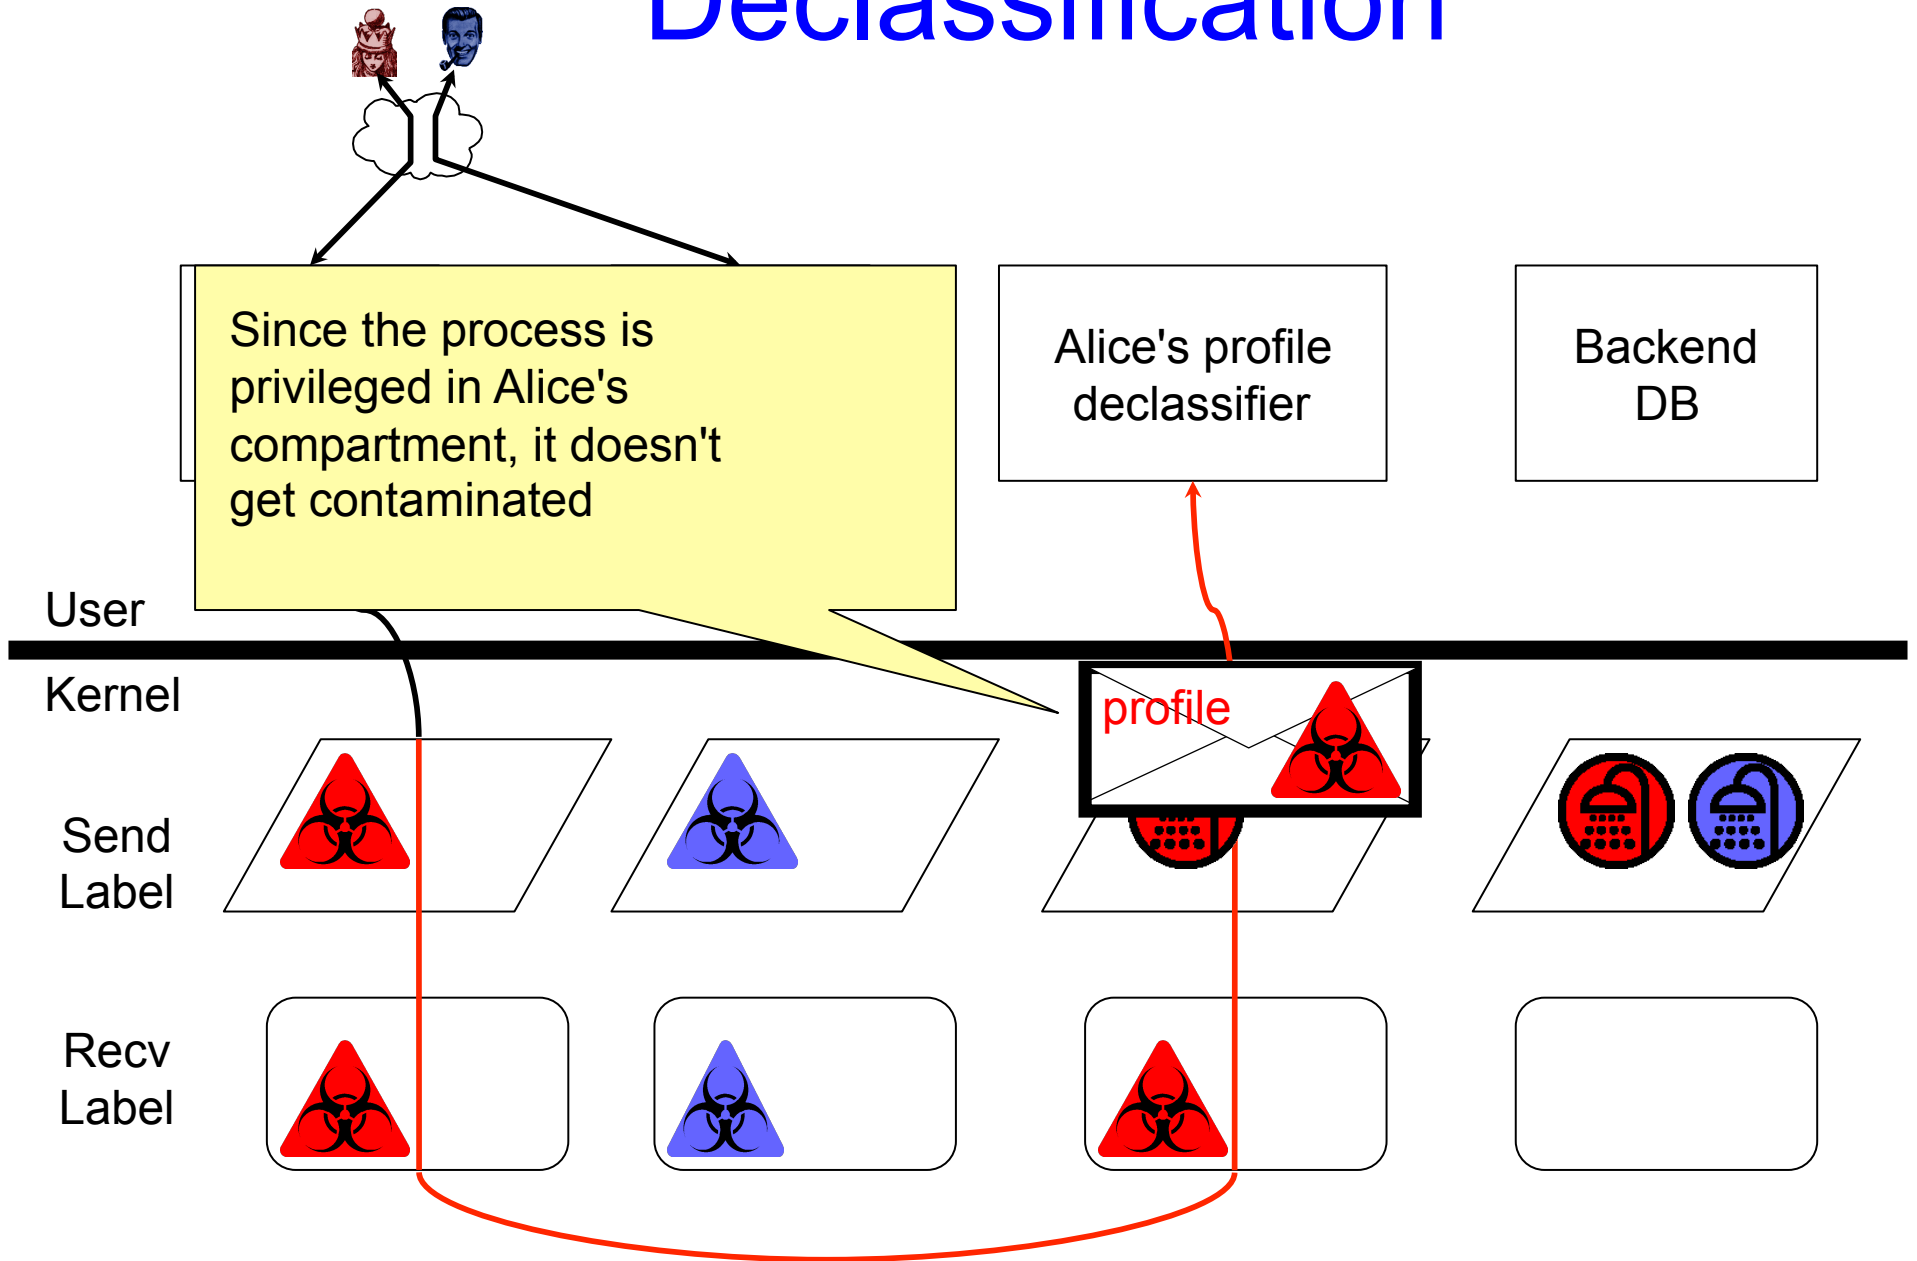 Declassification
Since the process is
privileged in Alice's
compartment, it doesn't
get contaminated
Alice's profile
declassifier
Backend
DB
User
Kernel
profile
Send
Label
Recv
Label